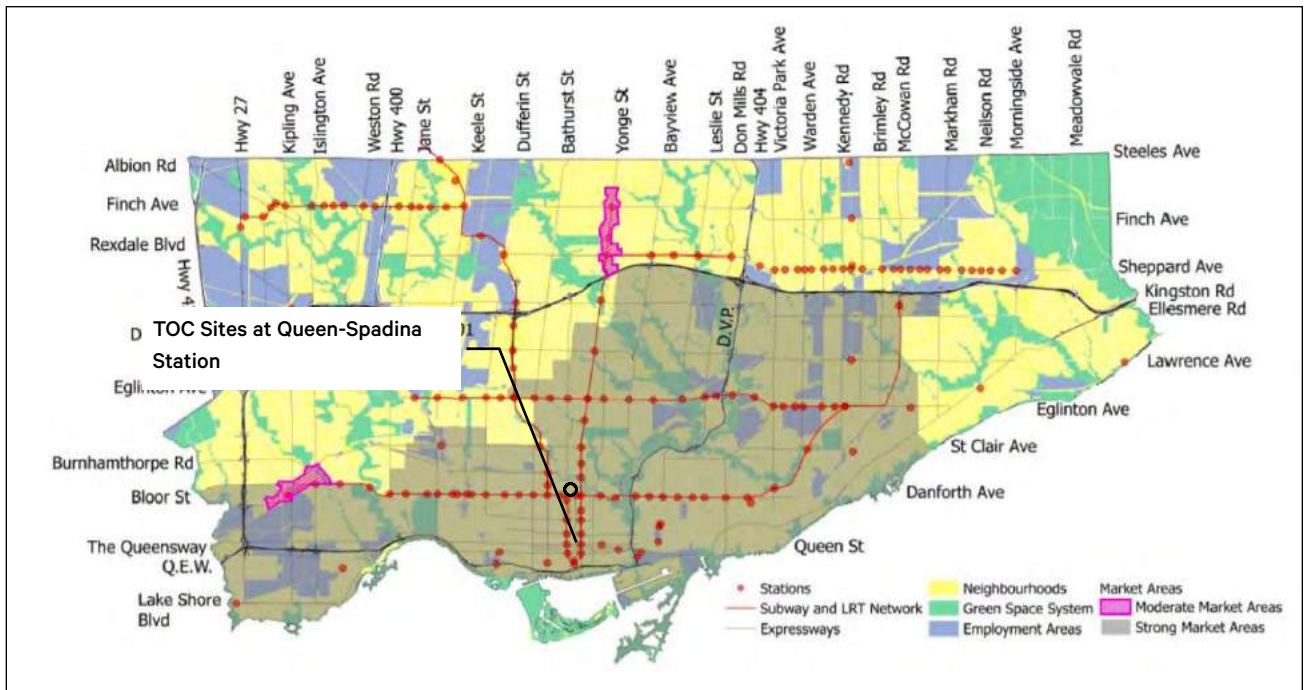 Hwy 27
Kipling Ave
Islington Ave
Weston Rd
Hwy 400
Jane St
Keele St
Dufferin St
Bathurst St
Yonge St
Bayview Ave
Leslie St
Don Mills Rd
Hwy 404
Victoria Park Ave
Warden Ave
Kennedy Rd
Brimley Rd
McCowan Rd
Markham Rd
Neilson Rd
Morningside Ave
Meadowvale Rd
Albion Rd
Steeles Ave
Finch Ave
Finch Ave
Rexdale Blvd
Sheppard Ave
Hwy 4
Kingston Rd
Ellesmere Rd
D
TOC Sites at Queen-Spadina
Station
01
D.V.P.
Lawrence Ave
Eglinton Ave
Eglinton Ave
St Clair Ave
Burnhamthorpe Rd
Bloor St
Danforth Ave
The Queensway
Q.E.W.
Queen St
Lake Shore
Blvd
Stations
Subway and LRT Network
Expressways
Neighbourhoods
Green Space System
Employment Areas
Market Areas
Moderate Market Areas
Strong Market Areas